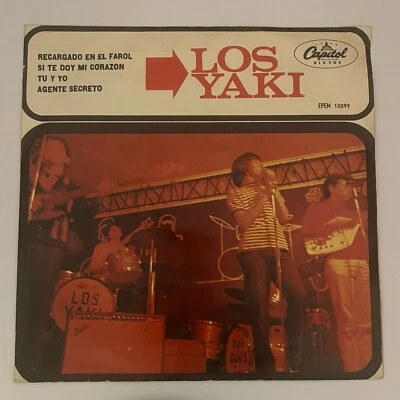 RECARGADO EN EL FAROL
SI TE DOY MI CORAZON
TU Y YO
AGENTE SECRETO
LOS
YAKI
Capitol
DISCOS
EPEM 10099
LOS
YAKI